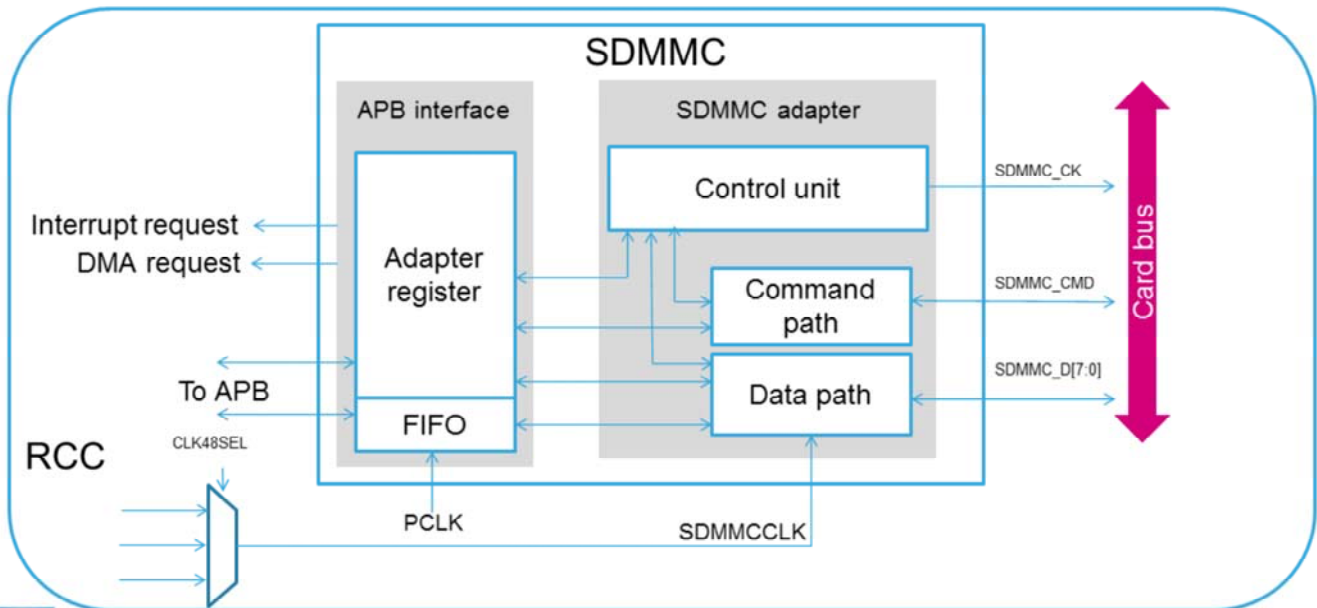 SDMMC
APB interface
SDMMC adapter
Control unit
SDMMC_CK
Interrupt request
DMA request
Adapter
register
Command
path
SDMMC_CMD
Card bus
To APB
FIFO
Data path
SDMMC_D[7:0]
RCC
CLK48SEL
PCLK
SDMMCCLK